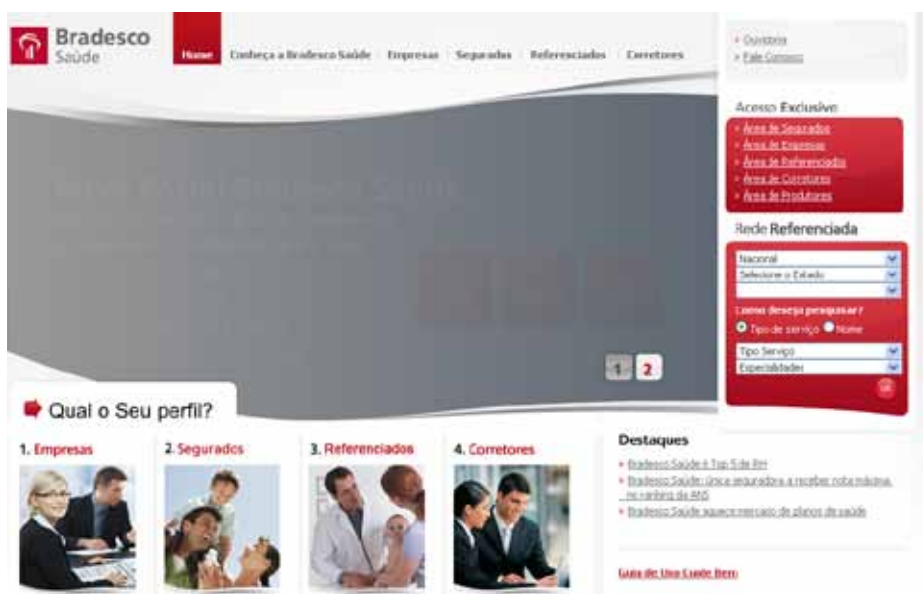 Bradesco
Saúde
Home
Conheça a Bradesco Saúde
Empresas
Segurados
Referenciados
Corretores
Ouvidoria
Fale Conosco
Acesso Exclusivo
Área de Segurados
Área de Empresas
Área de Referenciados
Área de Corretores
Área de Produtores
Rede Referenciada
Nacional
Selecione o Estado
Como deseja pesquisar?
Tipo de serviço Nome
Tipo Serviço
Especialidades
1 2
Qual o Seu perfil?
1. Empresas
2. Segurados
3. Referenciados
4. Corretores
Destaques
Bradesco Saúde é Top 5 de RH
Bradesco Saúde: única seguradora a receber nota máxima
no ranking da ANS
Bradesco Saúde aquece mercado de planos de saúde
Guia de Uso Cuide Bem